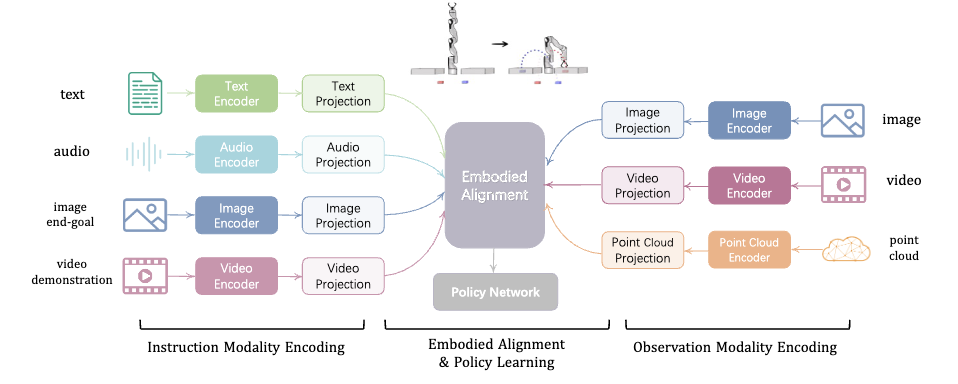 text
Text
Encoder
Text
Projection
audio
Audio
Encoder
Audio
Projection
image
end-goal
Image
Encoder
Image
Projection
video
demonstration
Video
Encoder
Video
Projection
Embodied
Alignment
Policy Network
Image
Projection
Image
Encoder
image
Video
Projection
Video
Encoder
video
Point Cloud
Projection
Point Cloud
Encoder
point
cloud
Instruction Modality Encoding
Embodied Alignment
& Policy Learning
Observation Modality Encoding